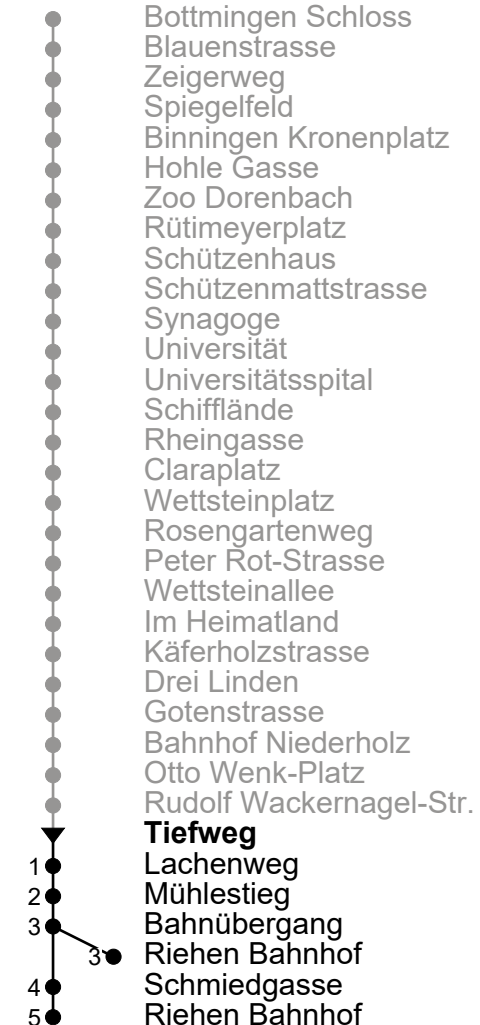 Bottmingen Schloss
Blauenstrasse
Zeigerweg
Spiegelfeld
Binningen Kronenplatz
Hohle Gasse
Zoo Dorenbach
Rütimeyerplatz
Schützenhaus
Schützenmattstrasse
Synagoge
Universität
Universitätsspital
Schifflände
Rheingasse
Claraplatz
Wettsteinplatz
Rosengartenweg
Peter Rot-Strasse
Wettsteinallee
Im Heimatland
Käferholzstrasse
Drei Linden
Gotenstrasse
Bahnhof Niederholz
Otto Wenk-Platz
Rudolf Wackernagel-Str.
Tiefweg
1 Lachenweg
2 Mühlestieg
3 Bahnübergang
3 Riehen Bahnhof
4 Schmiedgasse
5 Riehen Bahnhof